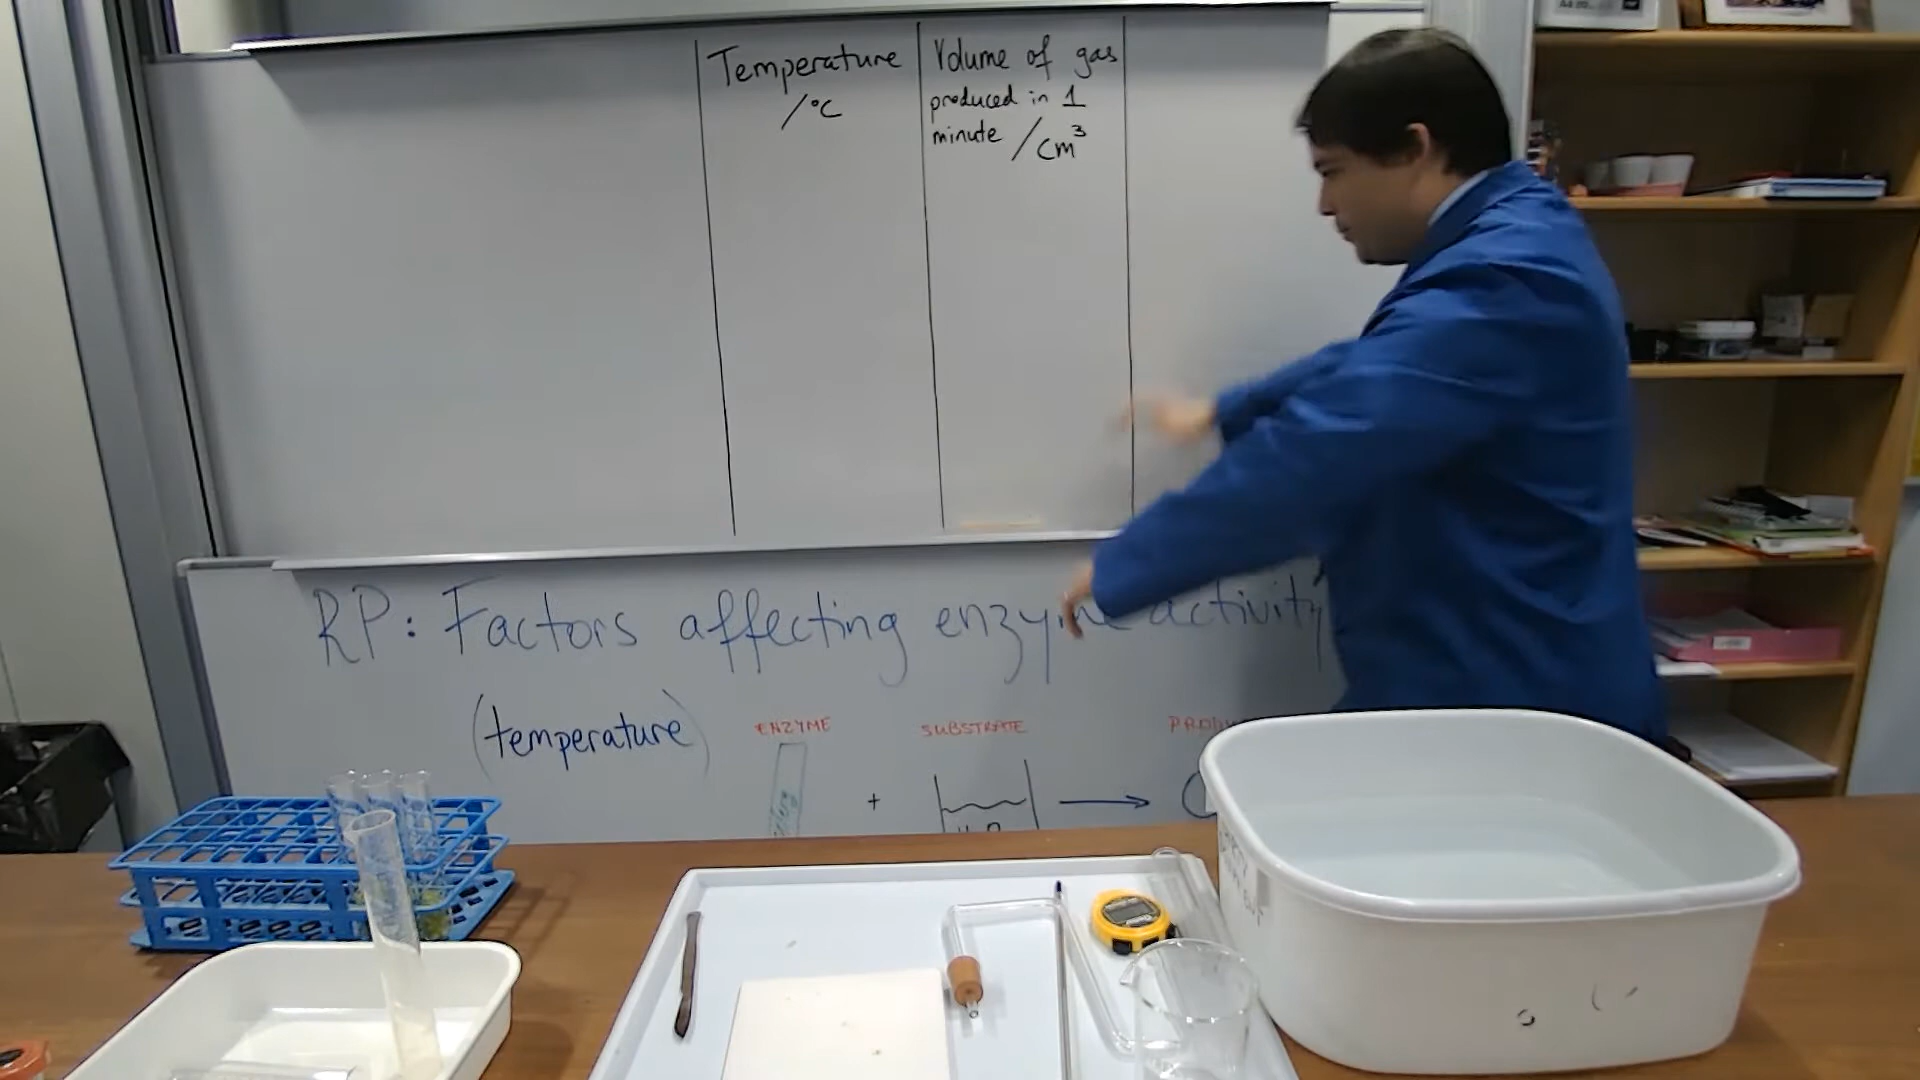 Temperature
/°C
Volume of gas
produced in 1
minute /cm³
RP: Factors affecting enzyme activity
(temperature)
ENZYME
SUBSTRATE
+